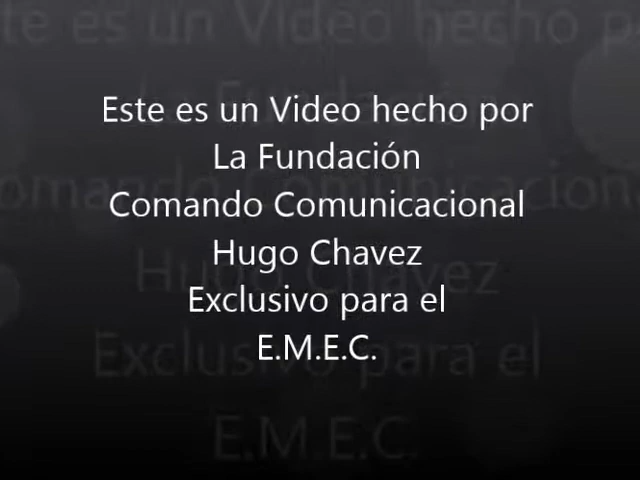 Este es un Video hecho por
La Fundación
Comando Comunicacional
Hugo Chavez
Exclusivo para el
E.M.E.C.